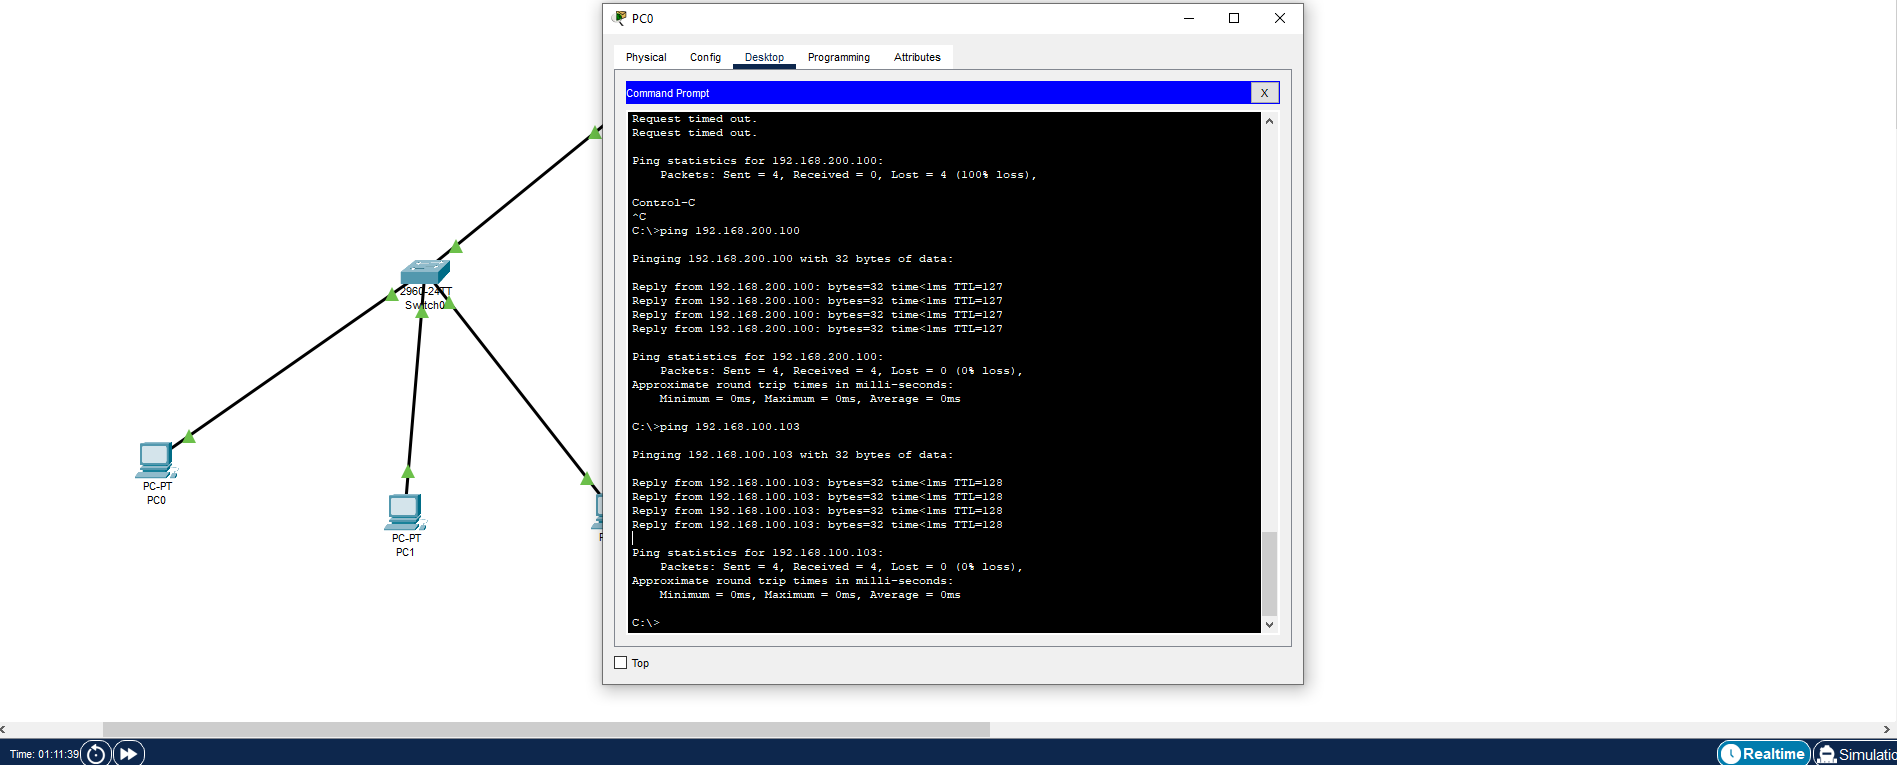 PC0
Physical Config Desktop Programming Attributes
Command Prompt X
Request timed out.
Request timed out.
Ping statistics for 192.168.200.100:
Packets: Sent = 4, Received = 0, Lost = 4 (100% loss),
Control-C
^C
C:\>ping 192.168.200.100
Pinging 192.168.200.100 with 32 bytes of data:
Reply from 192.168.200.100: bytes=32 time<1ms TTL=127
Reply from 192.168.200.100: bytes=32 time<1ms TTL=127
Reply from 192.168.200.100: bytes=32 time<1ms TTL=127
Reply from 192.168.200.100: bytes=32 time<1ms TTL=127
Ping statistics for 192.168.200.100:
Packets: Sent = 4, Received = 4, Lost = 0 (0% loss),
Approximate round trip times in milli-seconds:
Minimum = 0ms, Maximum = 0ms, Average = 0ms
C:\>ping 192.168.100.103
Pinging 192.168.100.103 with 32 bytes of data:
Reply from 192.168.100.103: bytes=32 time<1ms TTL=128
Reply from 192.168.100.103: bytes=32 time<1ms TTL=128
Reply from 192.168.100.103: bytes=32 time<1ms TTL=128
Reply from 192.168.100.103: bytes=32 time<1ms TTL=128
Ping statistics for 192.168.100.103:
Packets: Sent = 4, Received = 4, Lost = 0 (0% loss),
Approximate round trip times in milli-seconds:
Minimum = 0ms, Maximum = 0ms, Average = 0ms
C:\>
Top
2960-24TT
Switch0
PC-PT
PC0
PC-PT
PC1
Time: 01:11:39
Realtime
Simulatio